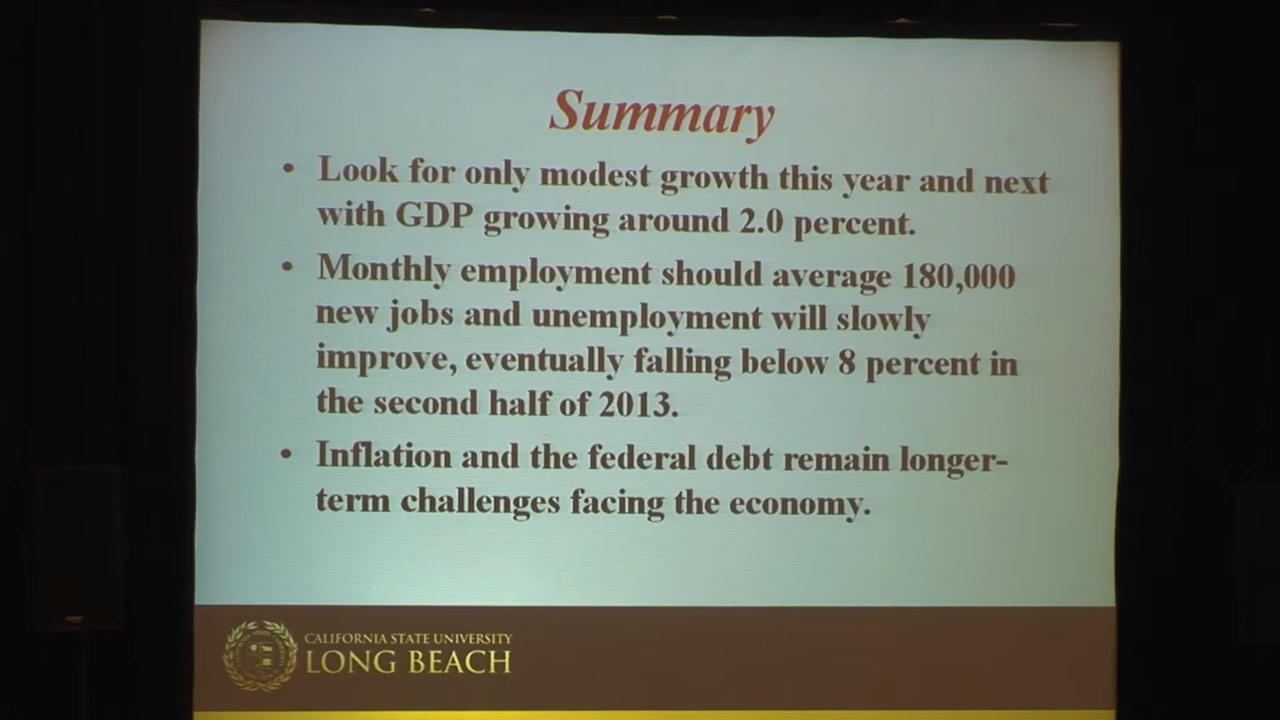 Summary
• Look for only modest growth this year and next
with GDP growing around 2.0 percent.
• Monthly employment should average 180,000
new jobs and unemployment will slowly
improve, eventually falling below 8 percent in
the second half of 2013.
• Inflation and the federal debt remain longer-
term challenges facing the economy.
CALIFORNIA STATE UNIVERSITY
LONG BEACH